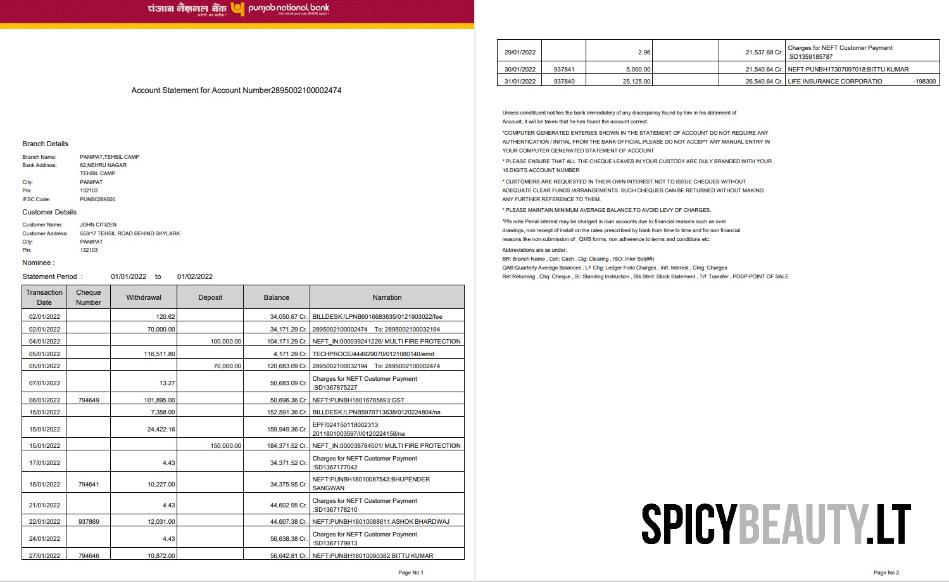 पंजाब नैशनल बैंक punjab national bank
Account Statement for Account Number2895002100002474
Branch Details
Branch Name: PANIPAT,TEHSIL CAMP
Bank Address: 62,NEHRU NAGAR
TEHSIL CAMP
City: PANIPAT
Pin: 132103
IFSC Code: PUNB0289500
Customer Details
Customer Name: JOHN CITIZEN
Customer Address: 553/17 TEHSIL ROAD BEHIND SKYLARK
City: PANIPAT
Pin: 132103
Nominee :
Statement Period : 01/01/2022 to 01/02/2022
Transaction Date Cheque Number Withdrawal Deposit Balance Narration
02/01/2022 120.62 34,050.67 Cr. BILLDESK./LPNB6016683635/0121903022/fee
02/01/2022 70,000.00 34,171.29 Cr. 2895002100002474 To: 2895002100032194
04/01/2022 100,000.00 104,171.29 Cr. NEFT_IN:000039241226/ MULTI FIRE PROTECTION
05/01/2022 116,511.80 4,171.29 Cr. TECHPROCE/444929070/0121080140/emd
05/01/2022 70,000.00 120,683.09 Cr. 2895002100032194 To: 2895002100002474
07/01/2022 13.27 50,683.09 Cr. Charges for NEFT Customer Payment
:SD1367875227
08/01/2022 794649 101,895.00 50,696.36 Cr. NEFT:PUNBH18016785693:GST
15/01/2022 7,358.00 152,591.36 Cr. BILLDESK./LPNB5970713638/0120224804/na
15/01/2022 24,422.16 159,949.36 Cr. EPF/024150118002313
2011801003597///0120224158/na
15/01/2022 150,000.00 184,371.52 Cr. NEFT_IN:000038784501/ MULTI FIRE PROTECTION
17/01/2022 4.43 34,371.52 Cr. Charges for NEFT Customer Payment
:SD1367177042
18/01/2022 794641 10,227.00 34,375.95 Cr. NEFT:PUNBH18010087543:BHUPENDER
SANGWAN
21/01/2022 4.43 44,602.95 Cr. Charges for NEFT Customer Payment
:SD1367178210
22/01/2022 937869 12,031.00 44,607.38 Cr. NEFT:PUNBH18010088011:ASHOK BHARDWAJ
24/01/2022 4.43 56,638.38 Cr. Charges for NEFT Customer Payment
:SD1367179913
27/01/2022 794646 10,872.00 56,642.81 Cr. NEFT:PUNBH18010090382 BITTU KUMAR
Page No 1
29/01/2022 2.96 21,537.68 Cr. Charges for NEFT Customer Payment
:SD1359185787
30/01/2022 937841 5,000.00 21,540.64 Cr. NEFT:PUNBH17307097018:BITTU KUMAR
31/01/2022 937840 25,125.00 26,540.64 Cr. LIFE INSURANCE CORPORATIO -198300
Unless constituent notifies the bank immediately of any discrepancy found by him in his statement of
Account, it will be taken that he has found the account correct.
*COMPUTER GENERATED ENTERIES SHOWN IN THE STATEMENT OF ACCOUNT DO NOT REQUIRE ANY
AUTHENTICATION / INITIAL FROM THE BANK OFFICIAL.PLEASE DO NOT ACCEPT ANY MANUAL ENTRY IN
YOUR COMPUTER GENERATED STATEMENT OF ACCOUNT
* PLEASE ENSURE THAT ALL THE CHEQUE LEAVES IN YOUR CUSTODY ARE DULY BRANDED WITH YOUR
16 DIGITS ACCOUNT NUMBER
* CUSTOMERS ARE REQUESTED IN THEIR OWN INTEREST NOT TO ISSUE CHEQUES WITHOUT
ADEQUATE CLEAR FUNDS /ARRANGEMENTS. SUCH CHEQUES CAN BE RETURNED WITHOUT MAKING
ANY FURTHER REFERENCE TO THEM.
* PLEASE MAINTAIN MINIMUM AVERAGE BALANCE,TO AVOID LEVY OF CHARGES.
*Pls note Penal interest may be charged in loan accounts due to financial reasons such as over
drawings, non receipt of install on the rates prescribed by bank from time to time and for non financial
reasons like non submission of , QMS forms, non adherence to terms and conditions etc.
Abbreviations are as under:
BR: Branch Name , Csh: Cash , Clg: Clearing , ISO: Inter Sol(##)
QAB:Quarterly Average Balances , LF Chg: Ledger Folio Charges , Intt: Interest , Chrg: Charges
Ret:Returning , Chq: Cheque , SI: Standing Instruction , Stk Stmt: Stock Statement , Tr: Transfer , POSP:POINT OF SALE
SPICYBEAUTY.LT
Page No 2